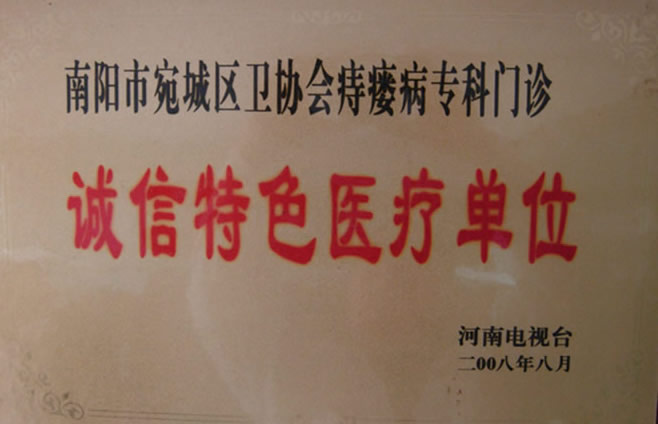 南阳市宛城区卫协会痔瘘病专科门诊
诚信特色医疗单位
河南电视台
二00八年八月